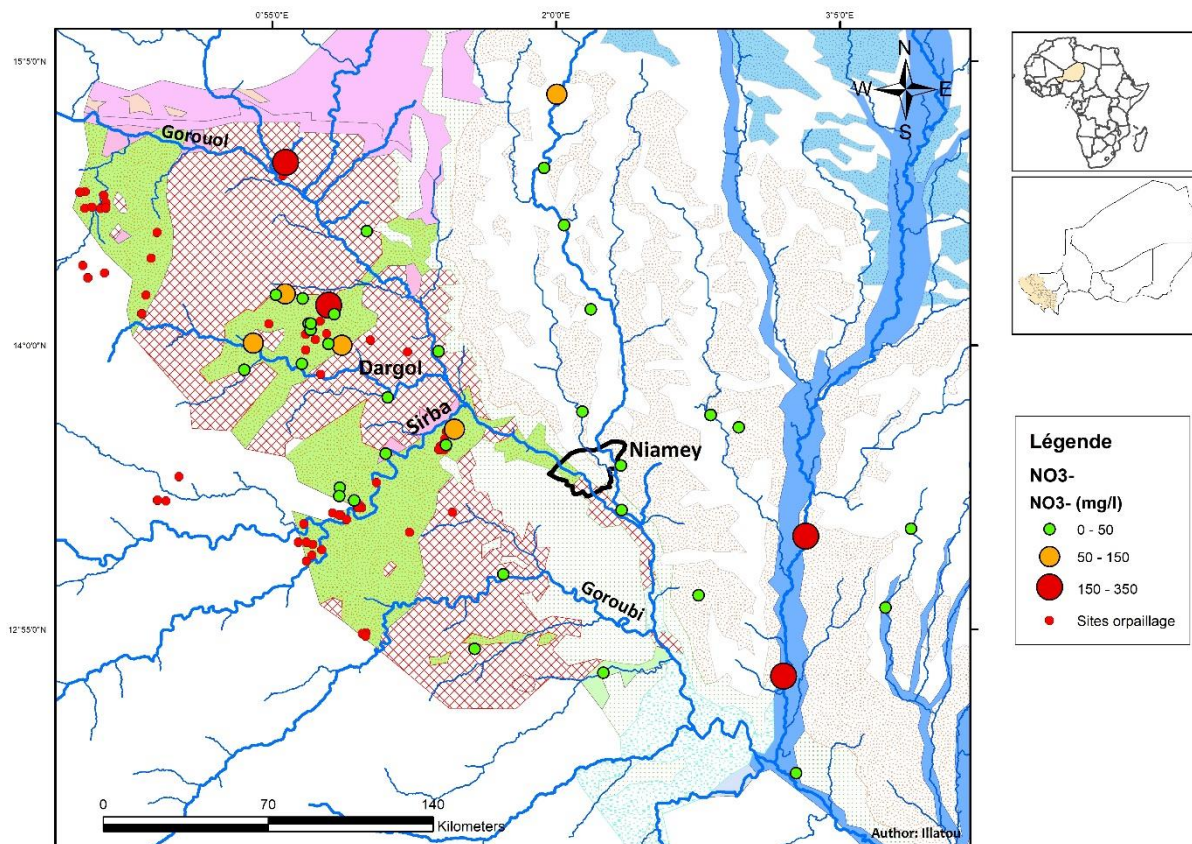 0°55'0"E 2°0'0"E 3°5'0"E
15°5'0"N
14°0'0"N
12°55'0"N
N
W E
S
Gorouol
Dargol
Sirba
Niamey
Goroubi
0 70 140
Kilometers
Author: Illatou
Légende
NO3-
NO3- (mg/l)
0 - 50
50 - 150
150 - 350
Sites orpaillage